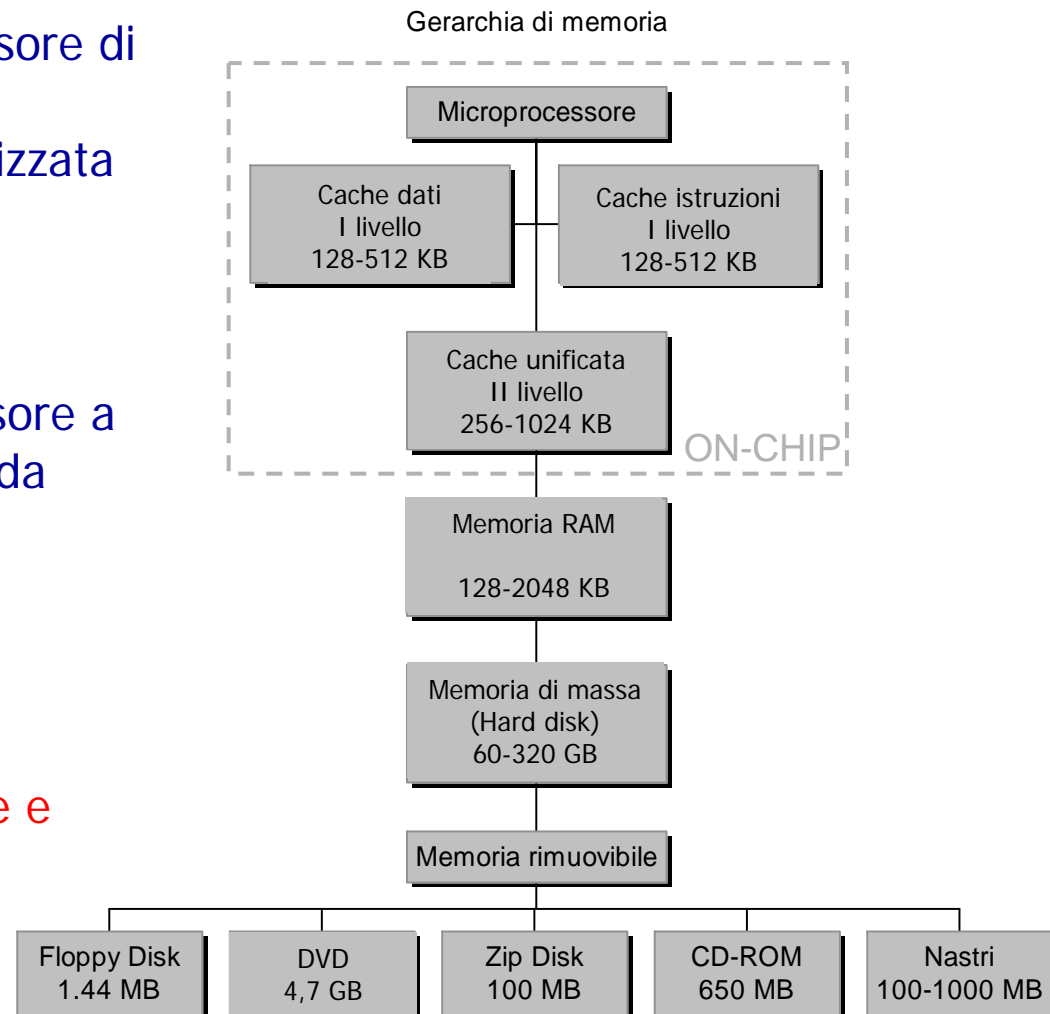 Gerarchia di memoria
sore di
izzata
sore a
da
e e
Microprocessore
Cache dati
I livello
128-512 KB
Cache istruzioni
I livello
128-512 KB
Cache unificata
II livello
256-1024 KB
ON-CHIP
Memoria RAM
128-2048 KB
Memoria di massa
(Hard disk)
60-320 GB
Memoria rimuovibile
Floppy Disk
1.44 MB
DVD
4,7 GB
Zip Disk
100 MB
CD-ROM
650 MB
Nastri
100-1000 MB